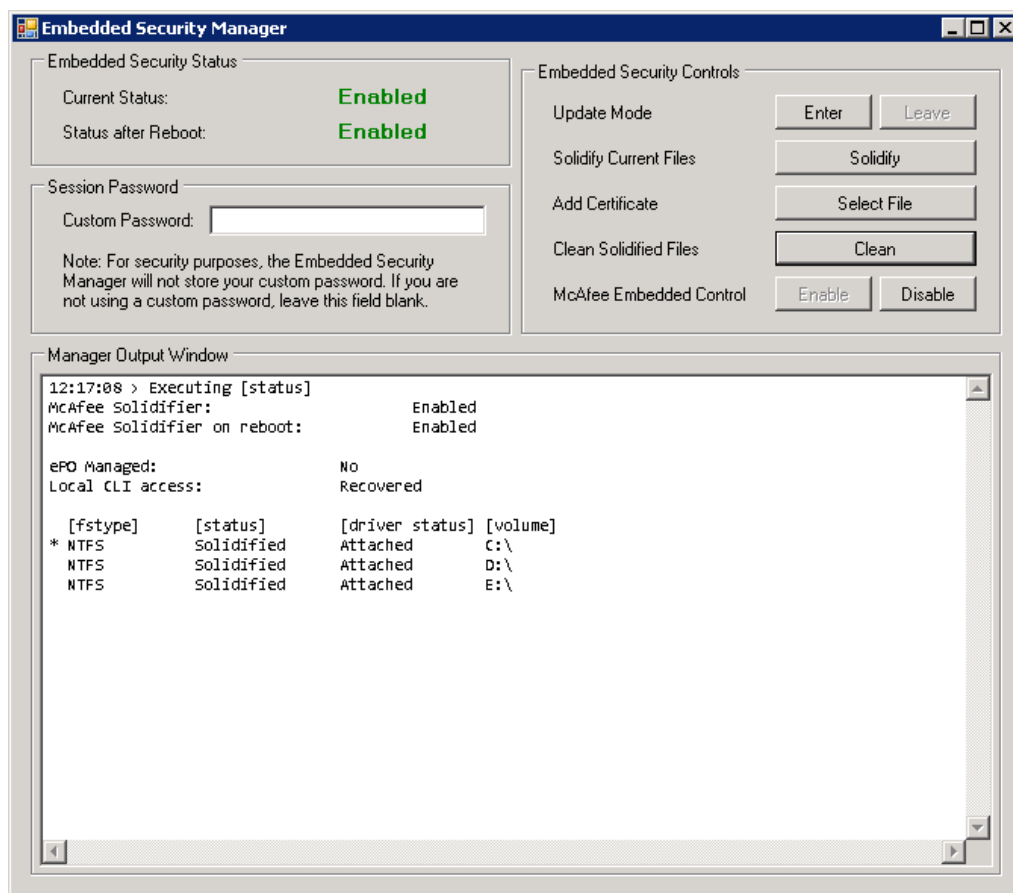 Embedded Security Manager
Embedded Security Status
Current Status: Enabled
Status after Reboot: Enabled
Session Password
Custom Password:
Note: For security purposes, the Embedded Security
Manager will not store your custom password. If you are
not using a custom password, leave this field blank.
Embedded Security Controls
Update Mode Enter Leave
Solidify Current Files Solidify
Add Certificate Select File
Clean Solidified Files Clean
McAfee Embedded Control Enable Disable
Manager Output Window
12:17:08 > Executing [status]
McAfee Solidifier: Enabled
McAfee Solidifier on reboot: Enabled
ePO Managed: No
Local CLI access: Recovered
[fstype] [status] [driver status] [volume]
* NTFS Solidified Attached C:\
NTFS Solidified Attached D:\
NTFS Solidified Attached E:\